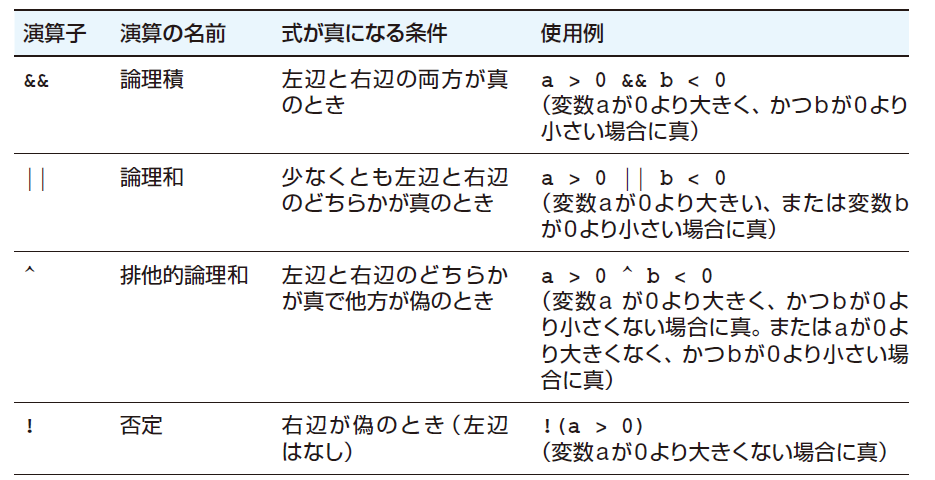 演算子 演算の名前 式が真になる条件 使用例
&& 論理積 左辺と右辺の両方が真 a > 0 && b < 0
のとき (変数aが0より大きく、かつbが0より
小さい場合に真)
|| 論理和 少なくとも左辺と右辺 a > 0 || b < 0
のどちらかが真のとき (変数aが0より大きい、または変数b
が0より小さい場合に真)
^ 排他的論理和 左辺と右辺のどちらか a > 0 ^ b < 0
が真で他方が偽のとき (変数a が0より大きく、かつbが0よ
り小さくない場合に真。またはaが0よ
り大きくなく、かつbが0より小さい場
合に真)
! 否定 右辺が偽のとき(左辺 !(a > 0)
はなし) (変数aが0より大きくない場合に真)